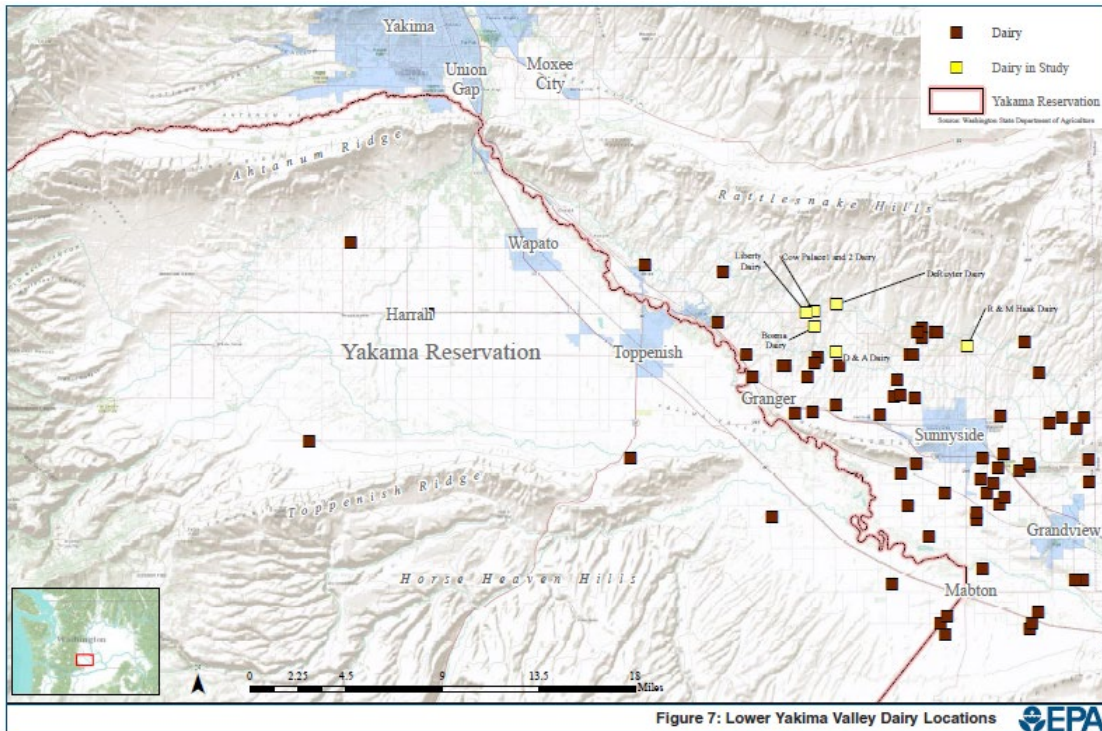 Yakima
Union
Gap
Moxee
City
Dairy
Dairy in Study
Yakama Reservation
Source: Washington State Department of Agriculture
Ahtanum Ridge
Rattlesnake Hills
Wapato
Liberty
Dairy
Cow Palace1 and 2 Dairy
DeRuyter Dairy
R & M Haak Dairy
Harrah
Bosma
Dairy
Yakama Reservation
Toppenish
D & A Dairy
Granger
Sunnyside
Toppenish Ridge
Grandview
Horse Heaven Hills
Mabton
Washington
0 2.25 4.5 9 13.5 18
Miles
Figure 7: Lower Yakima Valley Dairy Locations
EPA